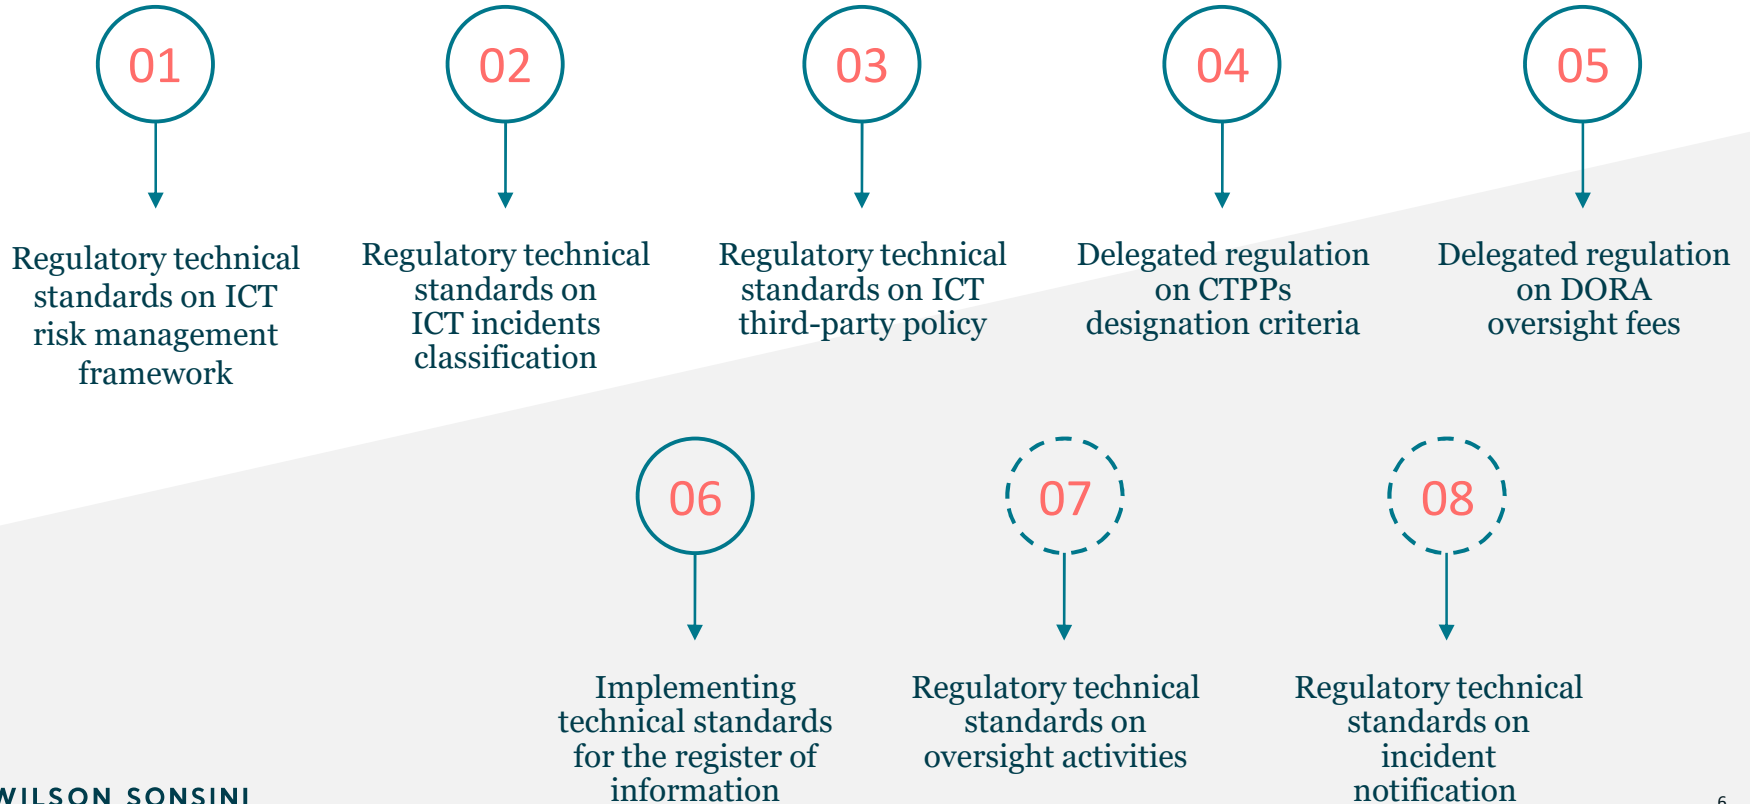 01
Regulatory technical
standards on ICT
risk management
framework
02
Regulatory technical
standards on
ICT incidents
classification
03
Regulatory technical
standards on ICT
third-party policy
04
Delegated regulation
on CTPPs
designation criteria
05
Delegated regulation
on DORA
oversight fees
06
Implementing
technical standards
for the register of
information
07
Regulatory technical
standards on
oversight activities
08
Regulatory technical
standards on
incident
notification
WILSON SONSINI
6